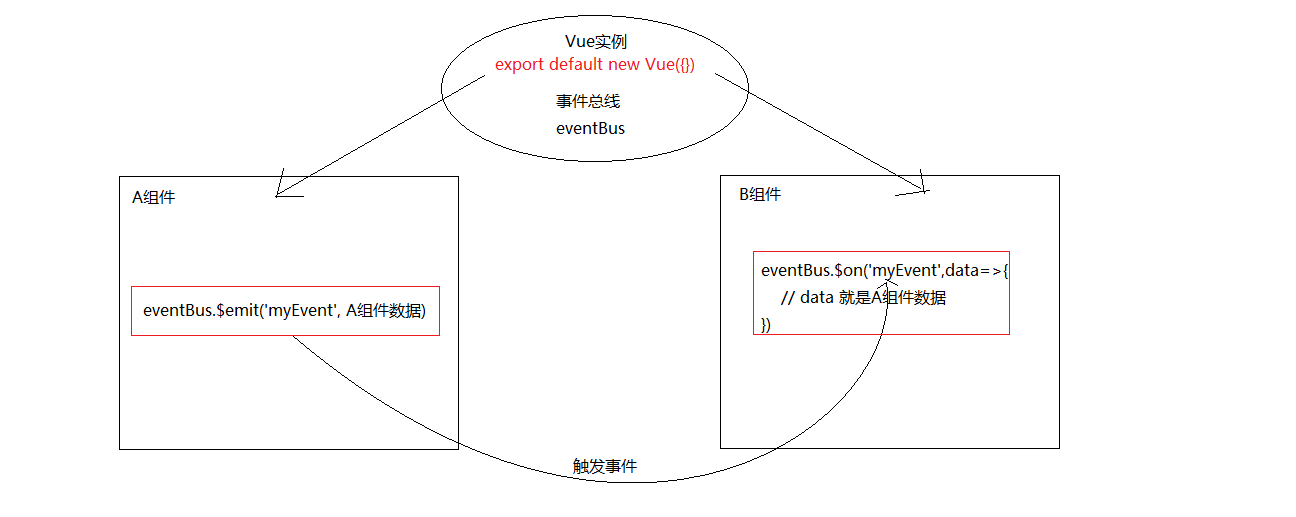 Vue实例
export default new Vue({})
事件总线
eventBus
A组件
eventBus.$emit('myEvent', A组件数据)
B组件
eventBus.$on('myEvent',data=>{
// data 就是A组件数据
})
触发事件